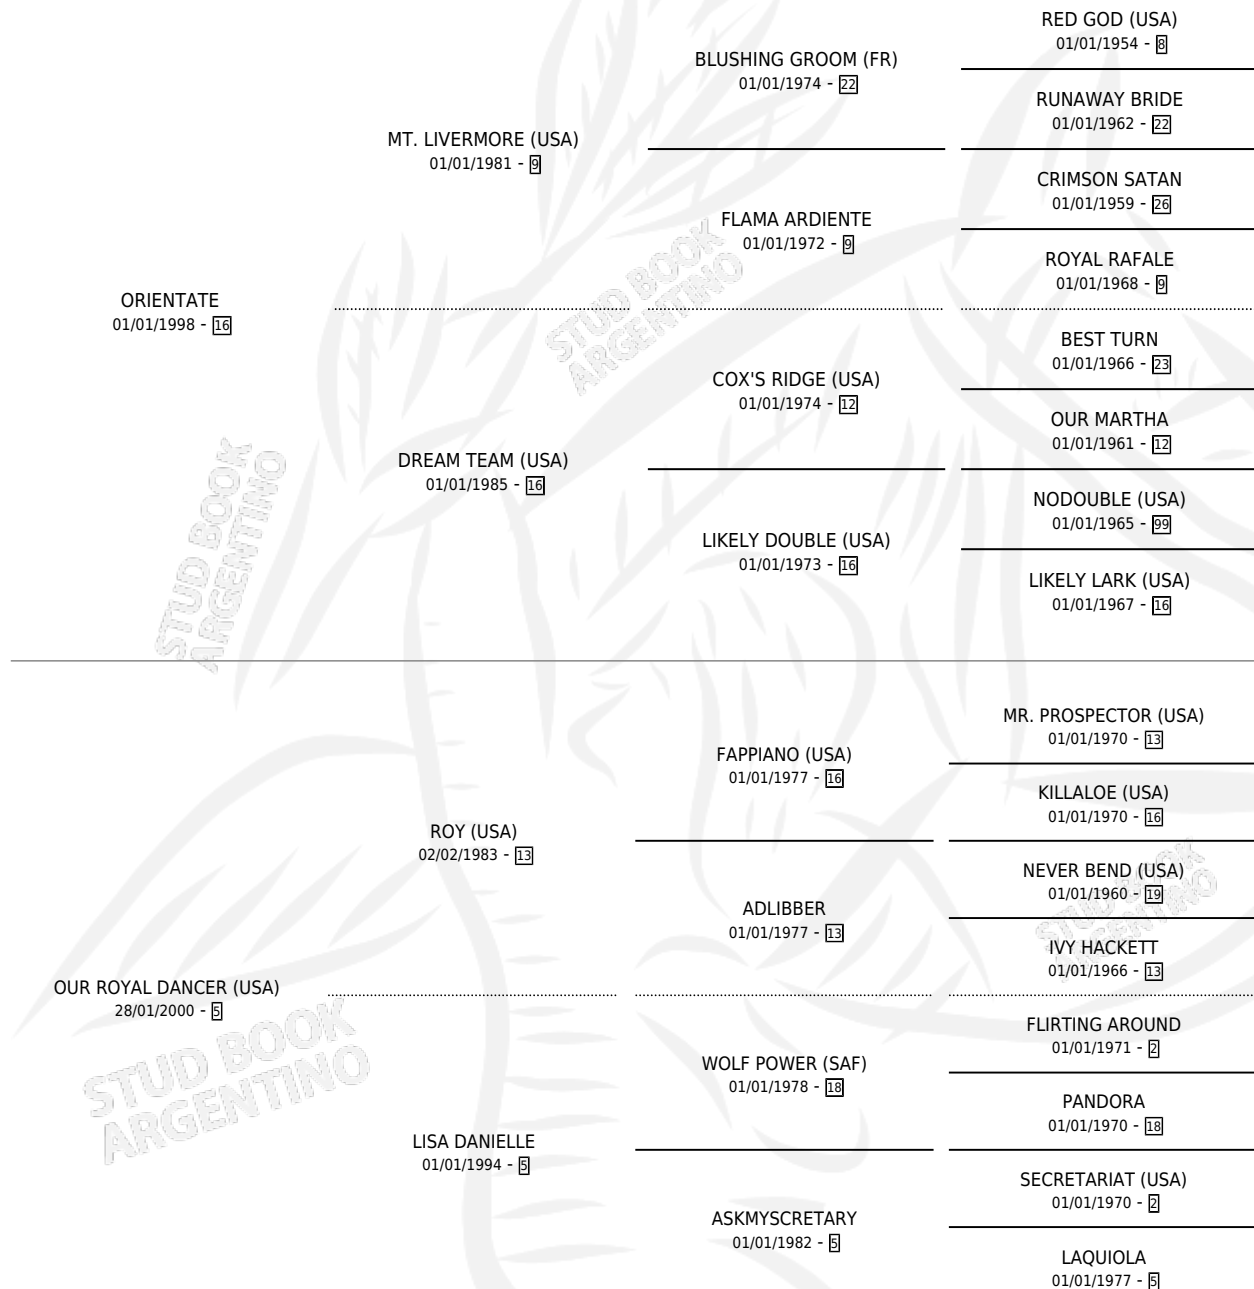 RED GOD (USA)
01/01/1954 - 8
BLUSHING GROOM (FR)
01/01/1974 - 22
RUNAWAY BRIDE
01/01/1962 - 22
MT. LIVERMORE (USA)
01/01/1981 - 9
CRIMSON SATAN
01/01/1959 - 26
FLAMA ARDIENTE
01/01/1972 - 9
ROYAL RAFALE
01/01/1968 - 9
ORIENTATE
01/01/1998 - 16
BEST TURN
01/01/1966 - 23
COX'S RIDGE (USA)
01/01/1974 - 12
OUR MARTHA
01/01/1961 - 12
DREAM TEAM (USA)
01/01/1985 - 16
NODOUBLE (USA)
01/01/1965 - 99
LIKELY DOUBLE (USA)
01/01/1973 - 16
LIKELY LARK (USA)
01/01/1967 - 16
MR. PROSPECTOR (USA)
01/01/1970 - 13
FAPPIANO (USA)
01/01/1977 - 16
KILLALOE (USA)
01/01/1970 - 16
ROY (USA)
02/02/1983 - 13
NEVER BEND (USA)
01/01/1960 - 19
ADLIBBER
01/01/1977 - 13
IVY HACKETT
01/01/1966 - 13
OUR ROYAL DANCER (USA)
28/01/2000 - 5
FLIRTING AROUND
01/01/1971 - 2
WOLF POWER (SAF)
01/01/1978 - 18
PANDORA
01/01/1970 - 18
LISA DANIELLE
01/01/1994 - 5
SECRETARIAT (USA)
01/01/1970 - 2
ASKMYSCRETARY
01/01/1982 - 5
LAQUIOLA
01/01/1977 - 5
STUD BOOK
ARGENTINO
STUD BOOK
ARGENTINO
STUD BOOK
ARGENTINO
STUD BOOK
ARGENTINO